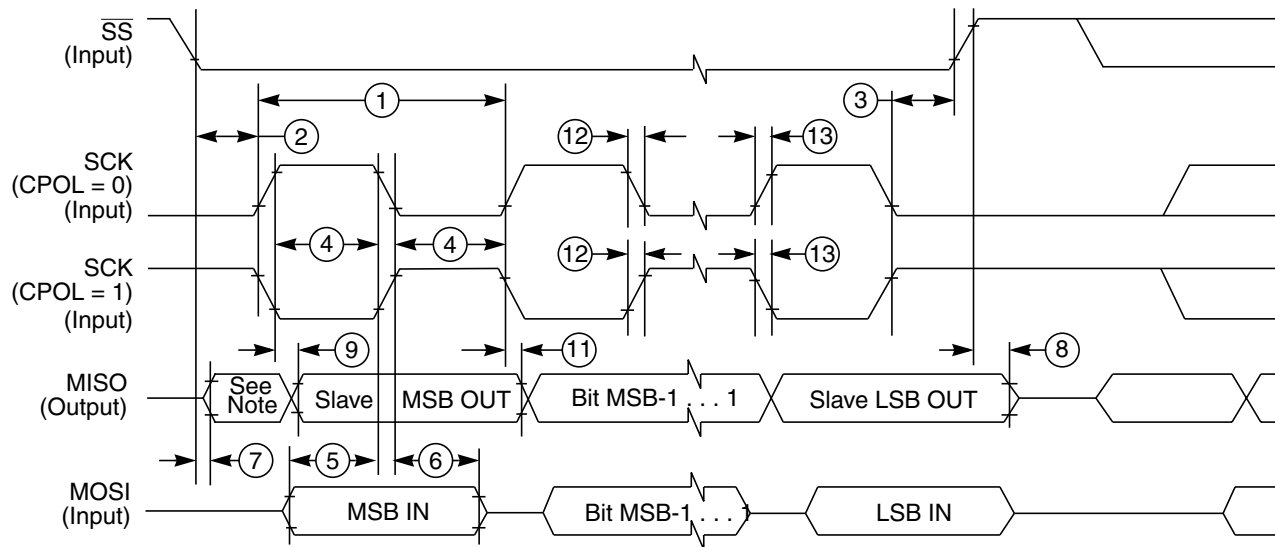 SS
(Input)
1
3
2
12
13
SCK
(CPOL = 0)
(Input)
4
4
12
13
SCK
(CPOL = 1)
(Input)
9
11
8
MISO
(Output)
See
Note
Slave
MSB OUT
Bit MSB-1 . . . 1
Slave LSB OUT
7
5
6
MOSI
(Input)
MSB IN
Bit MSB-1 . . . 1
LSB IN